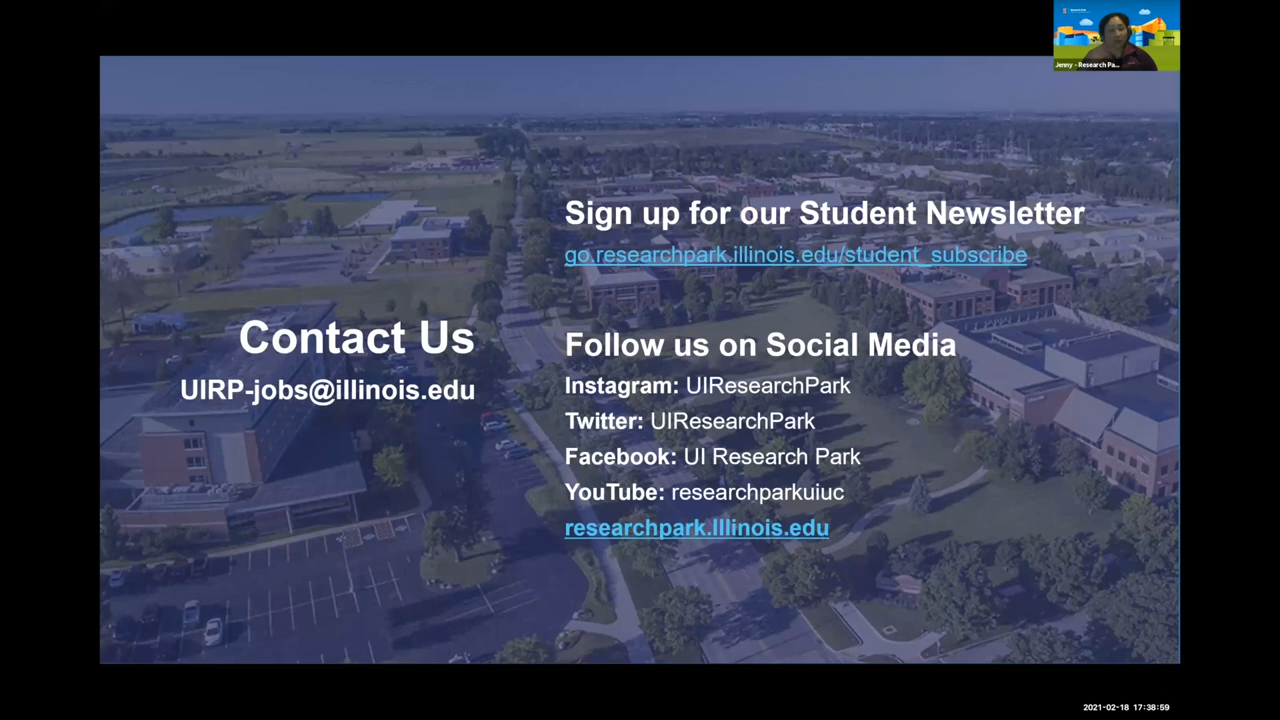 Jenny - Research Pa...
Contact Us
UIRP-jobs@illinois.edu
Sign up for our Student Newsletter
go.researchpark.illinois.edu/student_subscribe
Follow us on Social Media
Instagram: UIResearchPark
Twitter: UIResearchPark
Facebook: UI Research Park
YouTube: researchparkuiuc
researchpark.Illinois.edu
2021-02-18 17:38:59